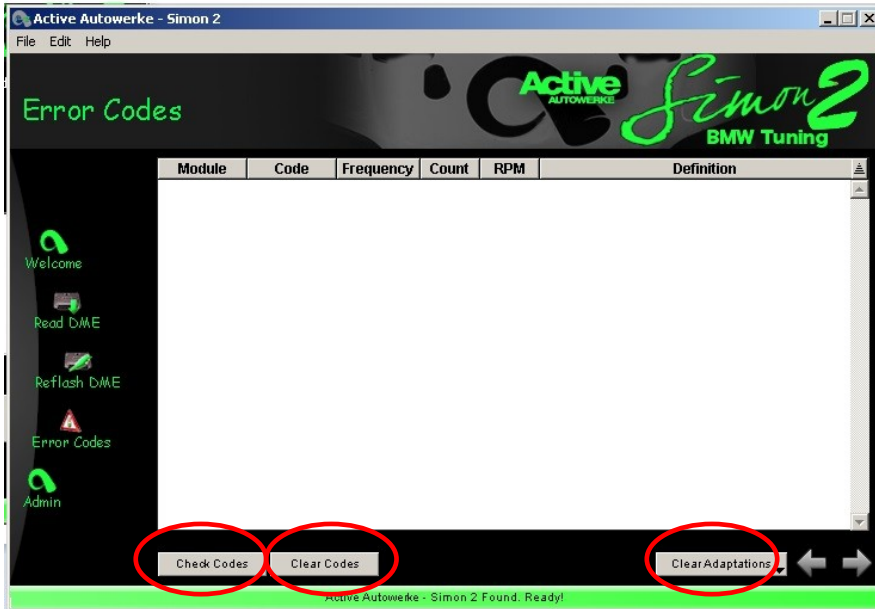 Active Autowerke - Simon 2
File Edit Help
Error Codes
Active
AUTOWERKE
Simon 2
BMW Tuning
Module Code Frequency Count RPM Definition
Welcome
Read DME
Reflash DME
Error Codes
Admin
Check Codes Clear Codes Clear Adaptations
Active Autowerke - Simon 2 Found. Ready!